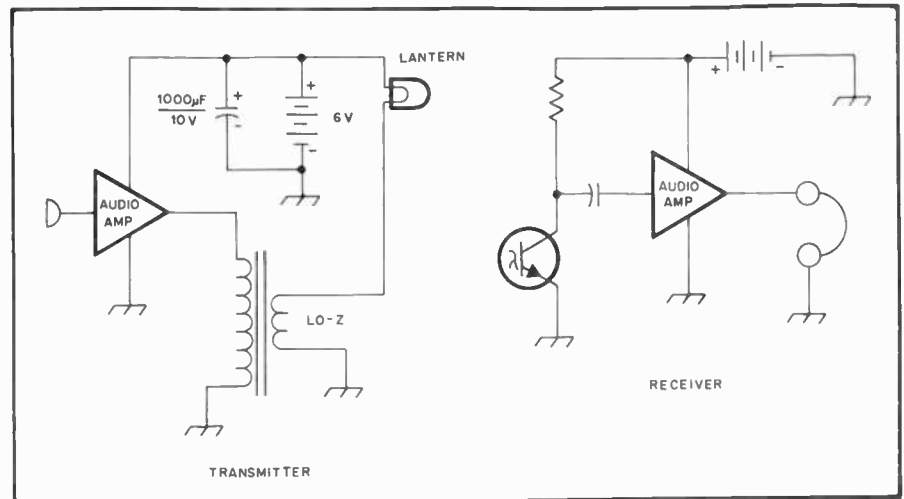 LANTERN
+
1000µF
10V
-
+
6V
-
AUDIO
AMP
LO-Z
TRANSMITTER
+
-
AUDIO
AMP
λ
RECEIVER